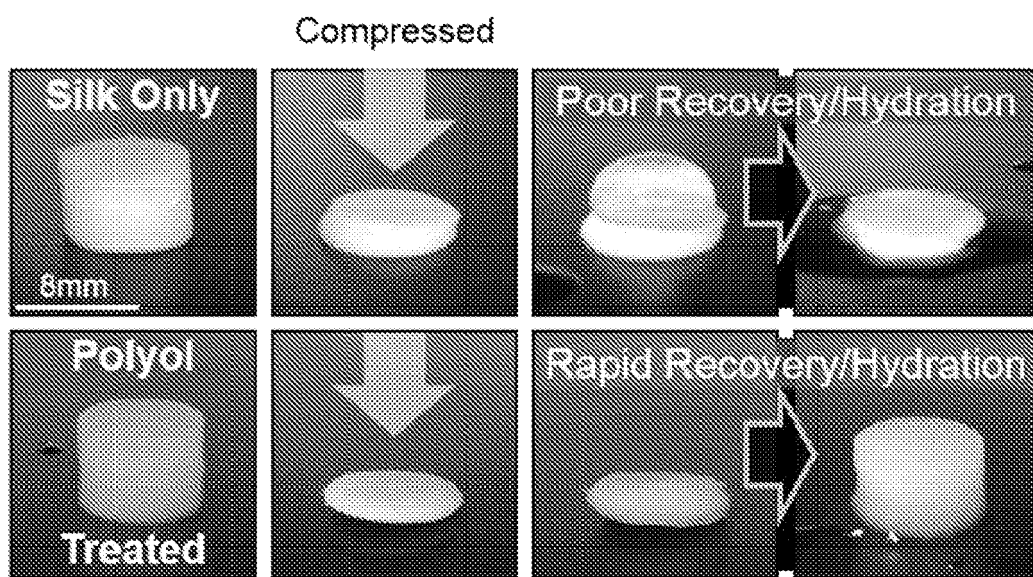 Compressed
Silk Only
Poor Recovery/Hydration
8mm
Polyol
Rapid Recovery/Hydration
Treated